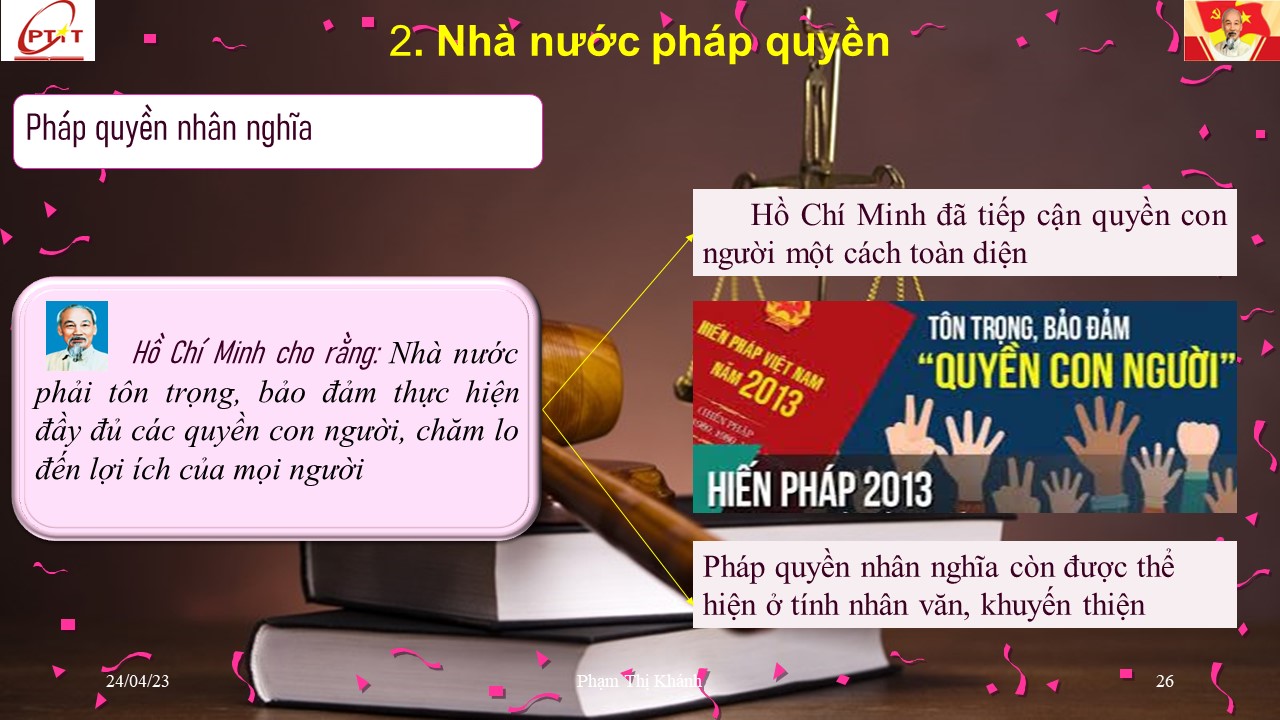 PTiT
2. Nhà nước pháp quyền
Pháp quyền nhân nghĩa
Hồ Chí Minh cho rằng: Nhà nước
phải tôn trọng, bảo đảm thực hiện
đầy đủ các quyền con người, chăm lo
đến lợi ích của mọi người
Hồ Chí Minh đã tiếp cận quyền con
người một cách toàn diện
HIẾN PHÁP VIỆT NAM
NĂM 2013
(HIẾN PHÁP
TÔN TRỌNG, BẢO ĐẢM
“QUYỀN CON NGƯỜI”
HIẾN PHÁP 2013
Pháp quyền nhân nghĩa còn được thể
hiện ở tính nhân văn, khuyến thiện
24/04/23
Phạm Thị Khánh
26